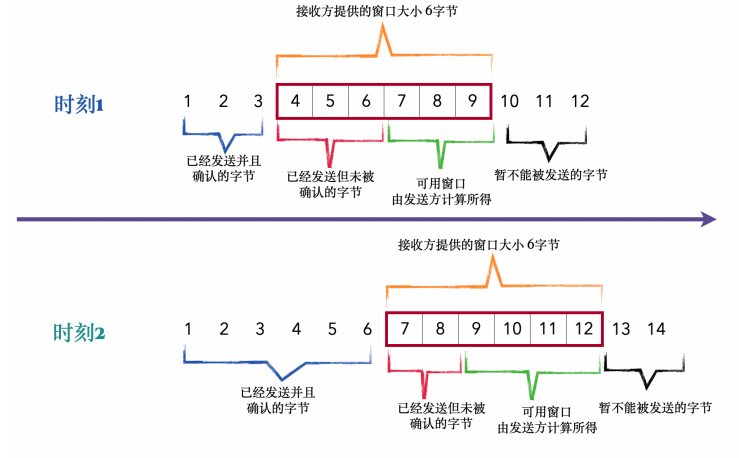 接收方提供的窗口大小 6字节
时刻1
1 2 3 4 5 6 7 8 9 10 11 12
已经发送并且
确认的字节
已经发送但未被
确认的字节
可用窗口
由发送方计算所得
暂不能被发送的字节
接收方提供的窗口大小 6字节
时刻2
1 2 3 4 5 6 7 8 9 10 11 12 13 14
已经发送并且
确认的字节
已经发送但未被
确认的字节
可用窗口
由发送方计算所得
暂不能被发送的字节